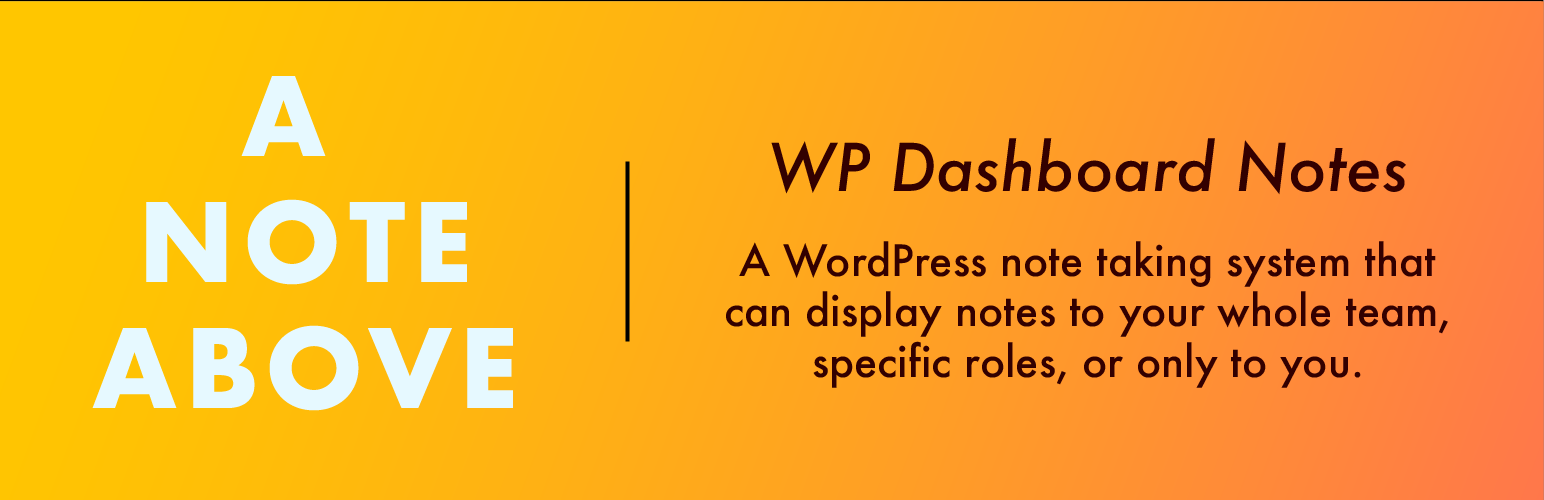 A
NOTE
ABOVE
WP Dashboard Notes
A WordPress note taking system that
can display notes to your whole team,
specific roles, or only to you.